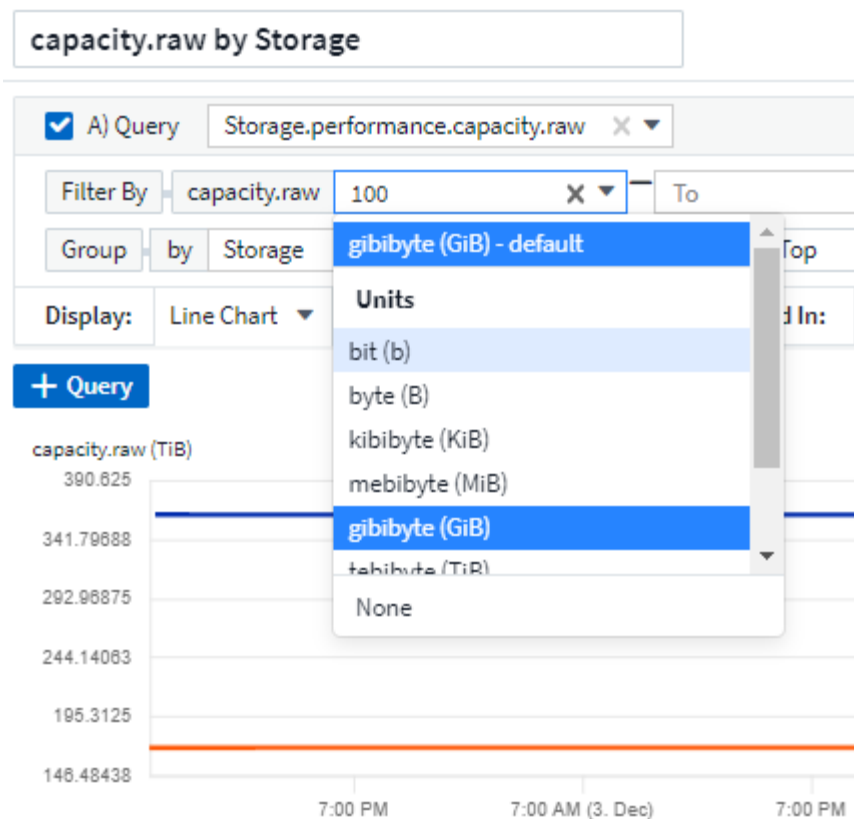 capacity.raw by Storage
A) Query Storage.performance.capacity.raw
Filter By capacity.raw 100 To
Group by Storage Top
gibibyte (GiB) - default
Units
Display: Line Chart d In:
bit (b)
+ Query
byte (B)
kibibyte (KiB)
mebibyte (MiB)
gibibyte (GiB)
tebibyte (TiB)
None
capacity.raw (TiB)
390.625
341.79688
292.96875
244.14063
195.3125
146.48438
7:00 PM 7:00 AM (3. Dec) 7:00 PM